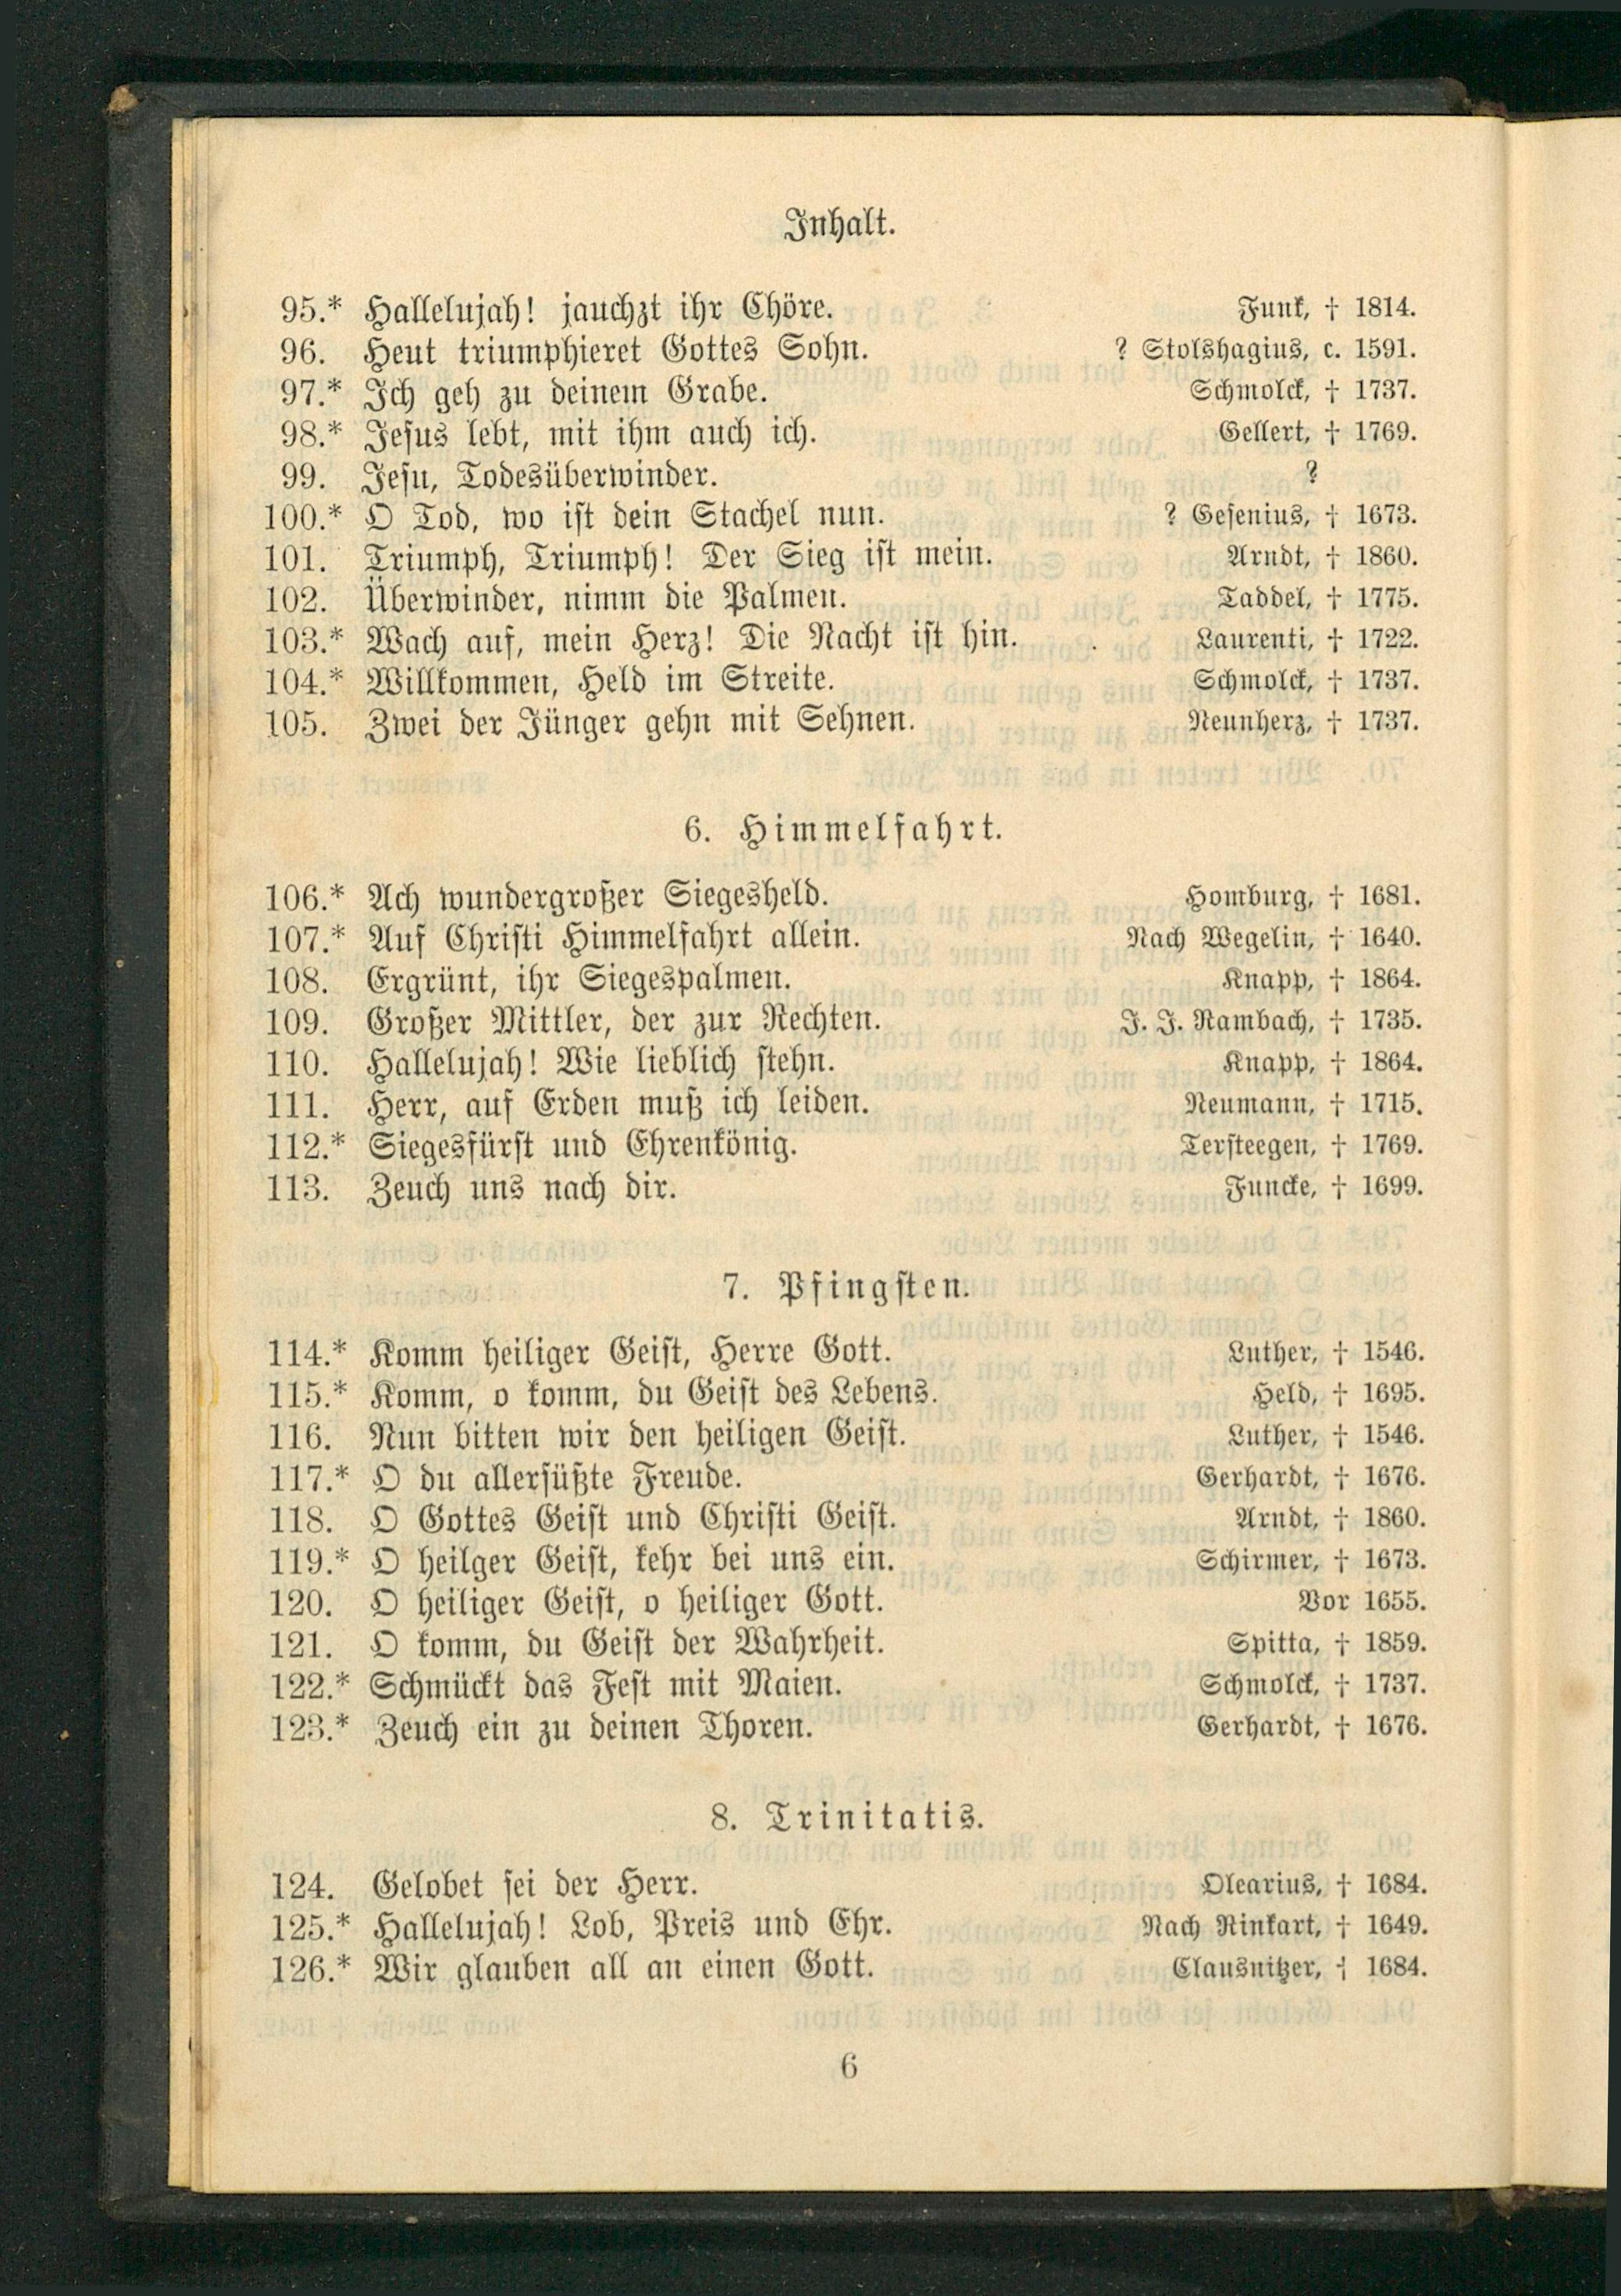 Inhalt.
95.* Hallelujah! jauchzt ihr Chöre. Funk, † 1814.
96. Heut triumphieret Gottes Sohn. ? Stolshagius, c. 1591.
97.* Ich geh zu deinem Grabe. Schmolck, † 1737.
98.* Jesus lebt, mit ihm auch ich. Gellert, † 1769.
99. Jesu, Todesüberwinder. ?
100.* O Tod, wo ist dein Stachel nun. ? Gesenius, † 1673.
101. Triumph, Triumph! Der Sieg ist mein. Arndt, † 1860.
102. Überwinder, nimm die Palmen. Taddel, † 1775.
103.* Wach auf, mein Herz! Die Nacht ist hin. . Laurenti, † 1722.
104.* Willkommen, Held im Streite. Schmolck, † 1737.
105. Zwei der Jünger gehn mit Sehnen. Neunherz, † 1737.
6. Himmelfahrt.
106.* Ach wundergroßer Siegesheld. Homburg, † 1681.
107.* Auf Christi Himmelfahrt allein. Nach Wegelin, † 1640.
108. Ergrünt, ihr Siegespalmen. Knapp, † 1864.
109. Großer Mittler, der zur Rechten. J. J. Rambach, † 1735.
110. Hallelujah! Wie lieblich stehn. Knapp, † 1864.
111. Herr, auf Erden muß ich leiden. Neumann, † 1715.
112.* Siegesfürst und Ehrenkönig. Tersteegen, † 1769.
113. Zeuch uns nach dir. Funcke, † 1699.
7. Pfingsten.
114.* Komm heiliger Geist, Herre Gott. Luther, † 1546.
115.* Komm, o komm, du Geist des Lebens. Held, † 1695.
116. Nun bitten wir den heiligen Geist. Luther, † 1546.
117.* O du allersüßte Freude. Gerhardt, † 1676.
118. O Gottes Geist und Christi Geist. Arndt, † 1860.
119.* O heilger Geist, kehr bei uns ein. Schirmer, † 1673.
120. O heiliger Geist, o heiliger Gott. Vor 1655.
121. O komm, du Geist der Wahrheit. Spitta, † 1859.
122.* Schmückt das Fest mit Maien. Schmolck, † 1737.
123.* Zeuch ein zu deinen Thoren. Gerhardt, † 1676.
8. Trinitatis.
124. Gelobet sei der Herr. Olearius, † 1684.
125.* Hallelujah! Lob, Preis und Ehr. Nach Rinkart, † 1649.
126.* Wir glauben all an einen Gott. Clausnitzer, † 1684.
6